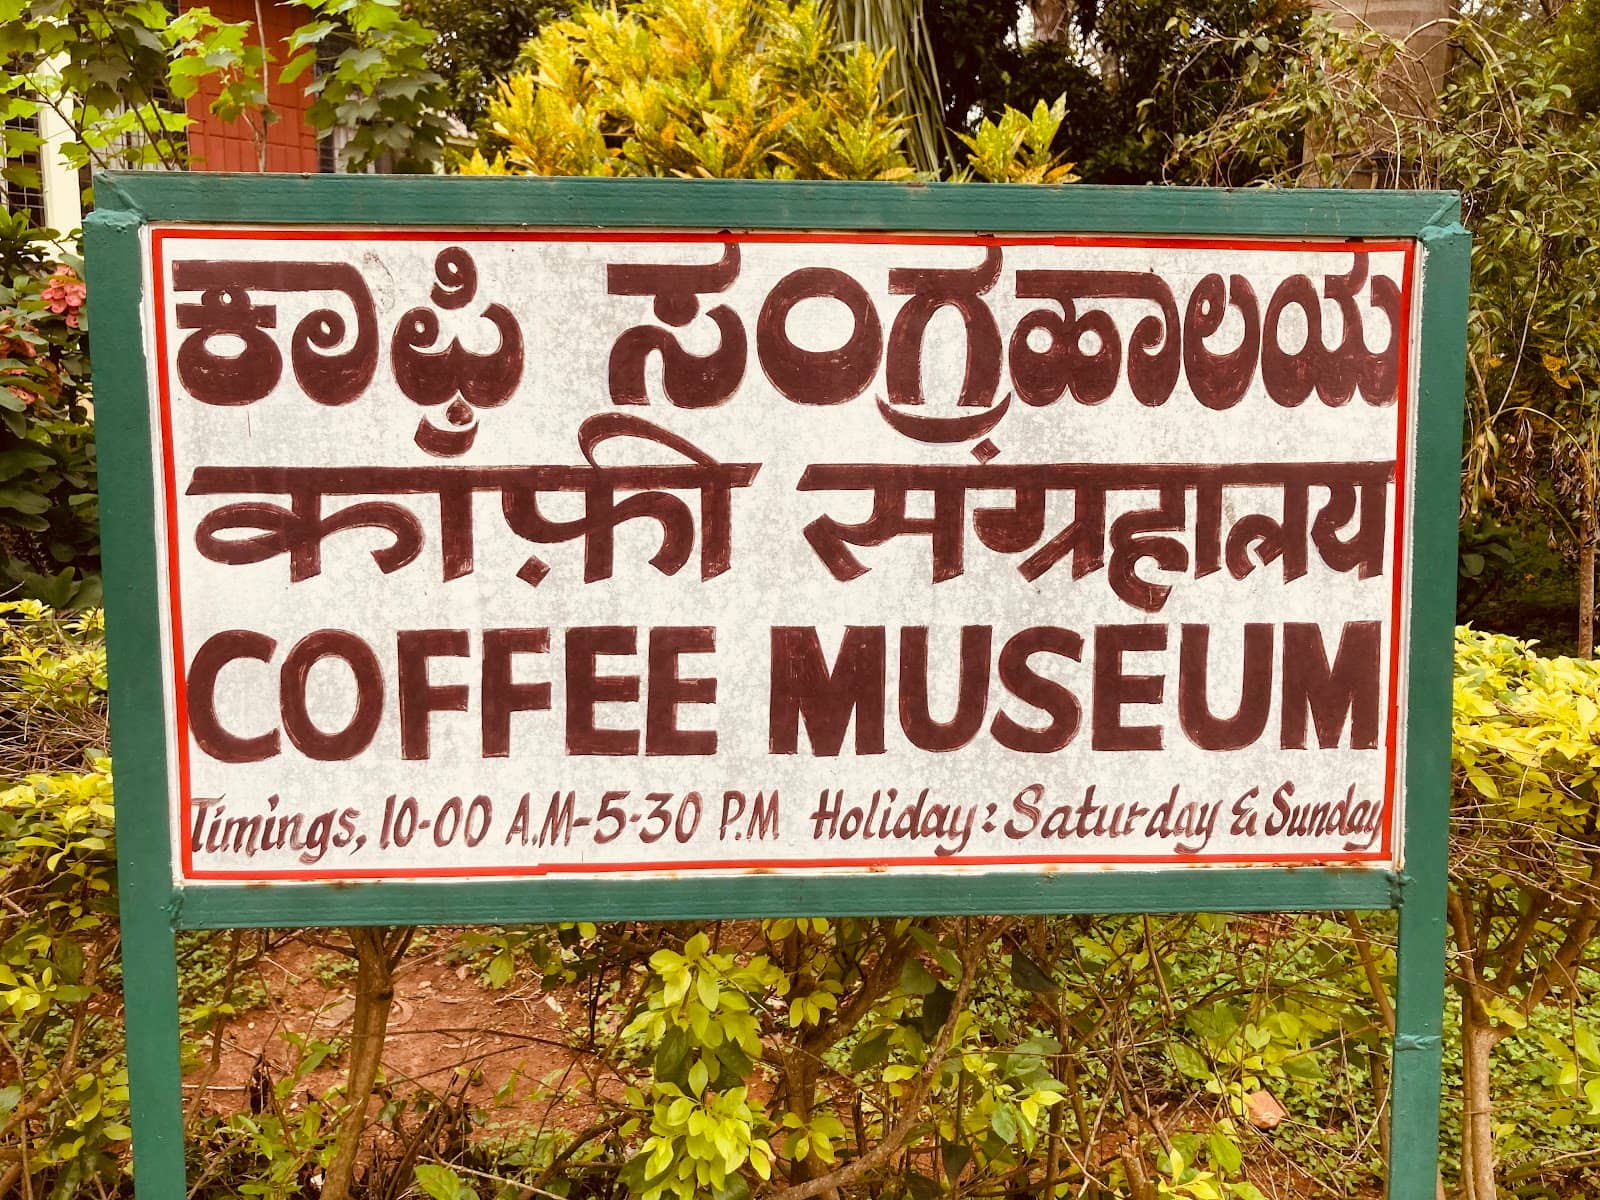 ಕಾಫಿ ಸಂಗ್ರಹಾಲಯ
काफ़ी संग्रहालय
COFFEE MUSEUM
Timings, 10-00 A.M-5-30 P.M Holiday: Saturday & Sunday